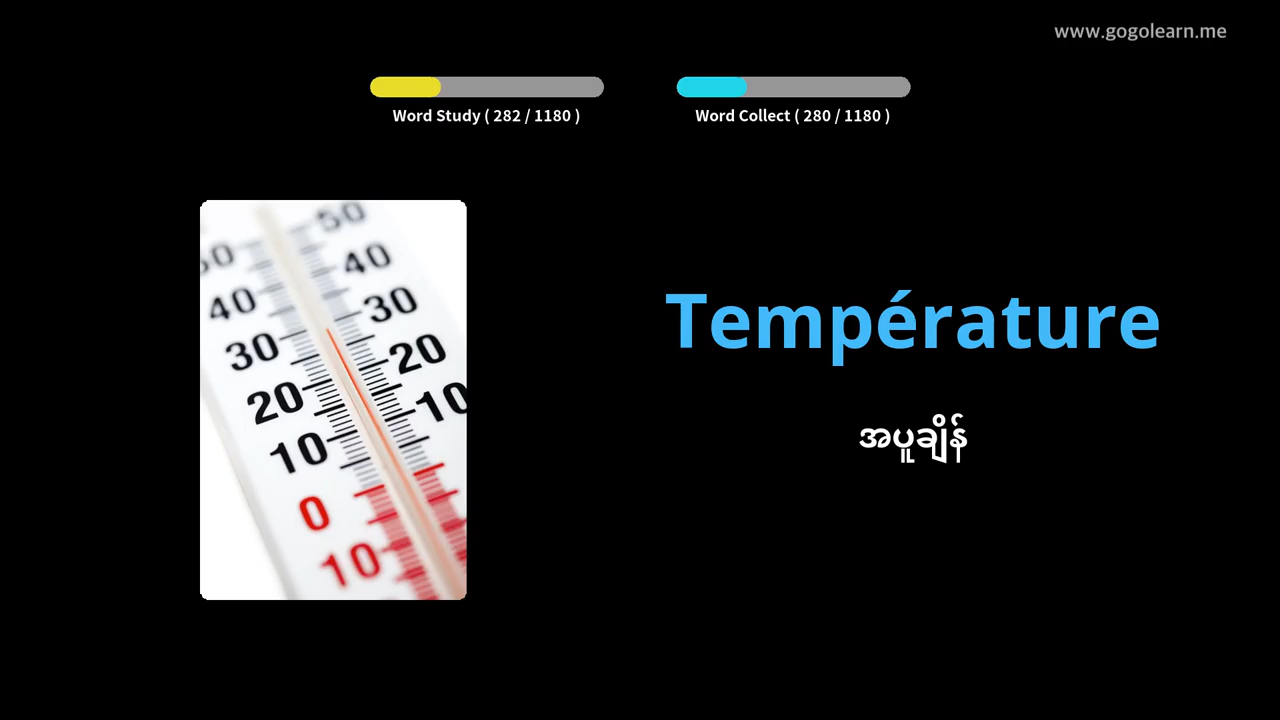 www.gogolearn.me
Word Study ( 282 / 1180 )
Word Collect ( 280 / 1180 )
Température
အပူချိန်
50
50 40
40 30
30 20
20 10
10
0
10